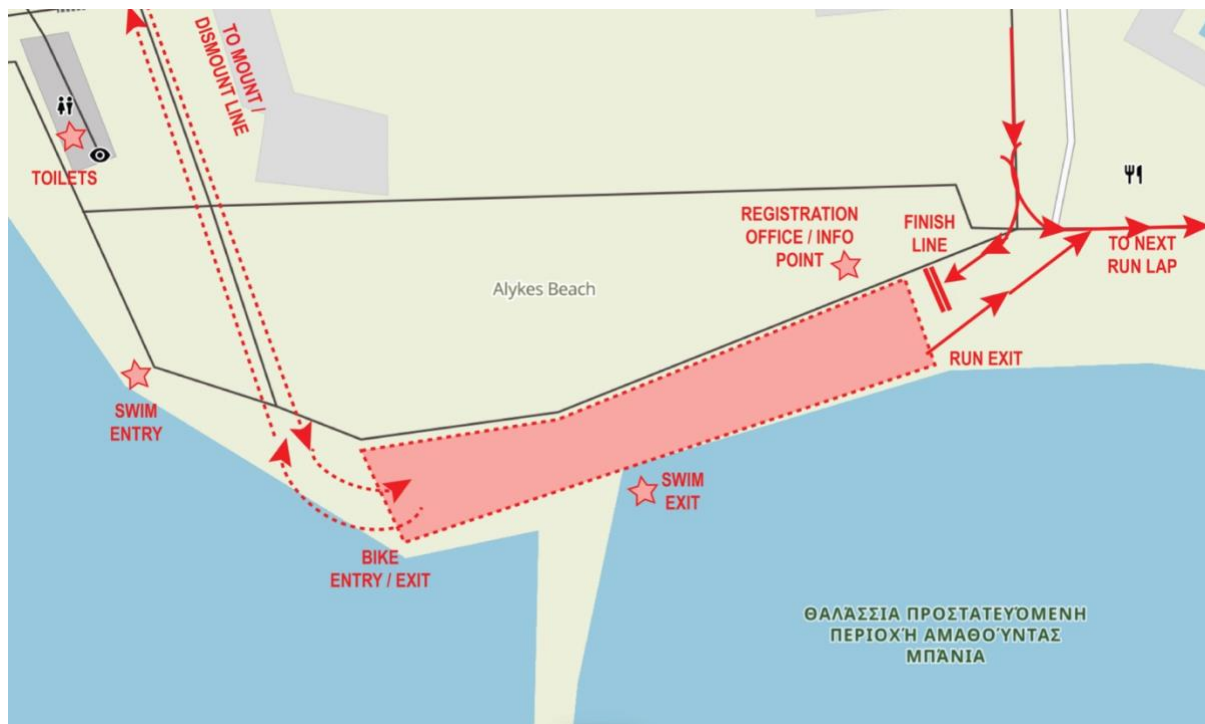 TO MOUNT /
DISMOUNT LINE
TOILETS
REGISTRATION
OFFICE / INFO
POINT
FINISH
LINE
TO NEXT
RUN LAP
Alykes Beach
RUN EXIT
SWIM
ENTRY
SWIM
EXIT
BIKE
ENTRY / EXIT
ΘΑΛΆΣΣΙΑ ΠΡΟΣΤΑΤΕΥΌΜΕΝΗ
ΠΕΡΙΟΧΉ ΑΜΑΘΟΎΝΤΑΣ
ΜΠΆΝΙΑ